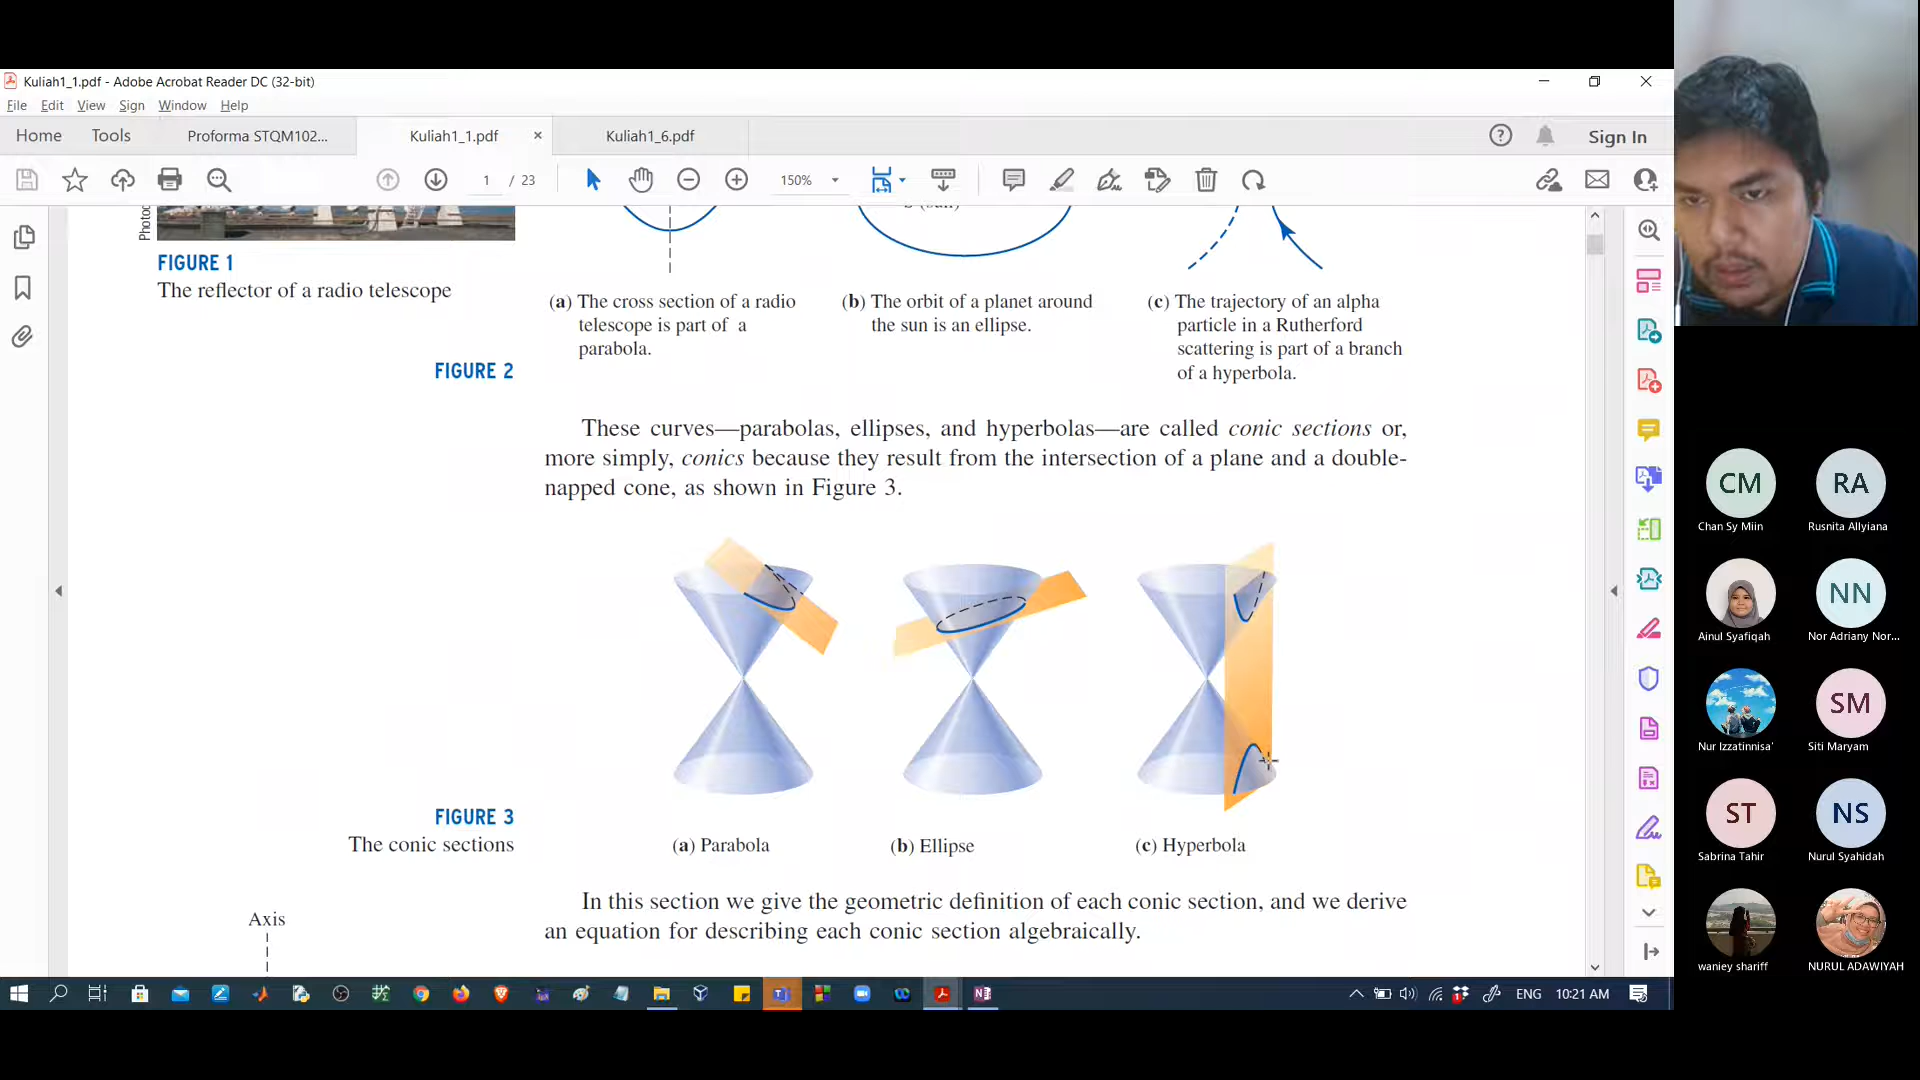 Kuliah1_1.pdf - Adobe Acrobat Reader DC (32-bit)
File Edit View Sign Window Help
Home Tools Proforma STQM102... Kuliah1_1.pdf × Kuliah1_6.pdf Sign In
1 / 23 150%
FIGURE 1
The reflector of a radio telescope
(a) The cross section of a radio
telescope is part of a
parabola.
(b) The orbit of a planet around
the sun is an ellipse.
(c) The trajectory of an alpha
particle in a Rutherford
scattering is part of a branch
of a hyperbola.
FIGURE 2
These curves—parabolas, ellipses, and hyperbolas—are called conic sections or,
more simply, conics because they result from the intersection of a plane and a double-
napped cone, as shown in Figure 3.
FIGURE 3
The conic sections
(a) Parabola
(b) Ellipse
(c) Hyperbola
In this section we give the geometric definition of each conic section, and we derive
an equation for describing each conic section algebraically.
Axis
CM RA
Chan Sy Miin Rusnita Allyiana
NN
Ainul Syafiqah Nor Adriany Nor...
SM
Nur Izzatinnisa' Siti Maryam
ST NS
Sabrina Tahir Nurul Syahidah
waniey shariff NURUL ADAWIYAH
ENG 10:21 AM